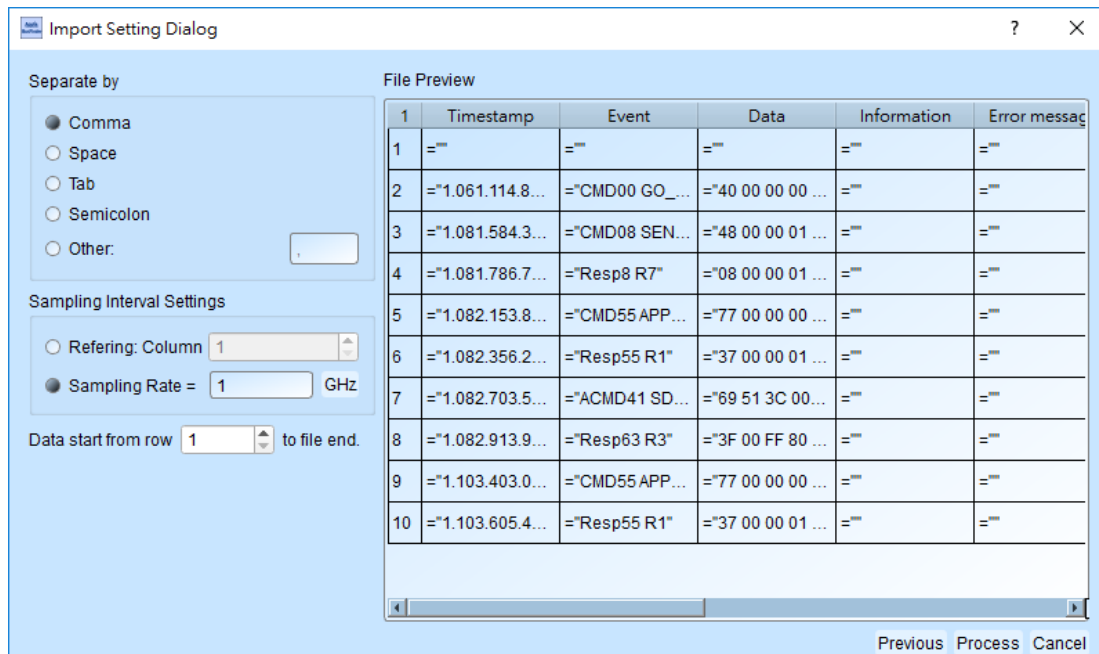 Import Setting Dialog
?
Separate by
Comma
Space
Tab
Semicolon
Other: ,
Sampling Interval Settings
Refering: Column 1
Sampling Rate = 1 GHz
Data start from row 1 to file end.
File Preview
1 Timestamp Event Data Information Error messag
1 ="" ="" ="" ="" =""
2 ="1.061.114.8... ="CMD00 GO_... ="40 00 00 00 ... ="" =""
3 ="1.081.584.3... ="CMD08 SEN... ="48 00 00 01 ... ="" =""
4 ="1.081.786.7... ="Resp8 R7" ="08 00 00 01 ... ="" =""
5 ="1.082.153.8... ="CMD55 APP... ="77 00 00 00 ... ="" =""
6 ="1.082.356.2... ="Resp55 R1" ="37 00 00 01 ... ="" =""
7 ="1.082.703.5... ="ACMD41 SD... ="69 51 3C 00... ="" =""
8 ="1.082.913.9... ="Resp63 R3" ="3F 00 FF 80 ... ="" =""
9 ="1.103.403.0... ="CMD55 APP... ="77 00 00 00 ... ="" =""
10 ="1.103.605.4... ="Resp55 R1" ="37 00 00 01 ... ="" =""
Previous Process Cancel